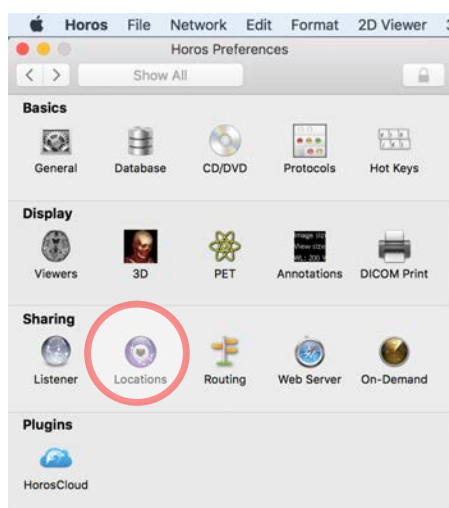 Horos File Network Edit Format 2D Viewer
Horos Preferences
Show All
Basics
General Database CD/DVD Protocols Hot Keys
Display
Viewers 3D PET Annotations DICOM Print
Sharing
Listener Locations Routing Web Server On-Demand
Plugins
HorosCloud